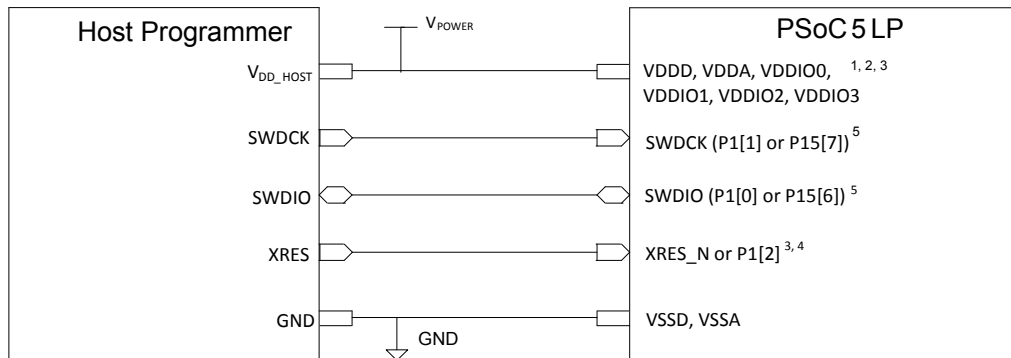 Host Programmer
PSoC 5 LP
V_POWER
V_DD_HOST
VDDD, VDDA, VDDIO0, 1, 2, 3
VDDIO1, VDDIO2, VDDIO3
SWDCK
SWDCK (P1[1] or P15[7]) 5
SWDIO
SWDIO (P1[0] or P15[6]) 5
XRES
XRES_N or P1[2] 3, 4
GND
VSSD, VSSA
GND